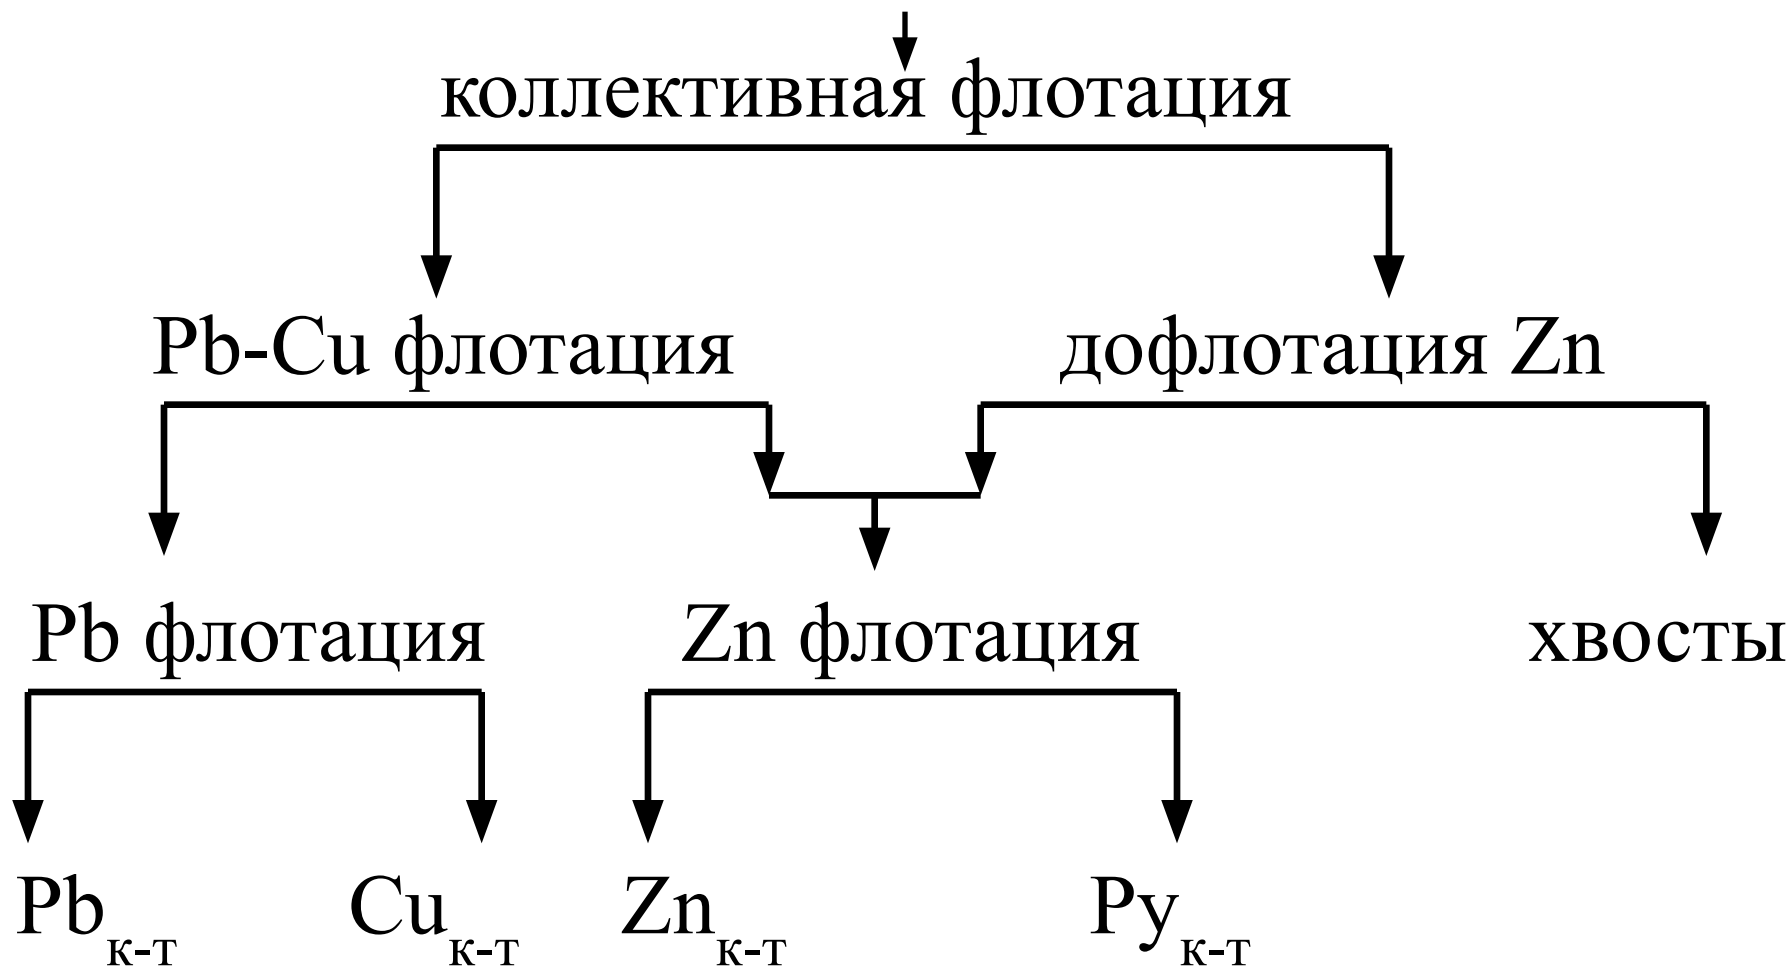 коллективная флотация
Pb-Cu флотация
дофлотация Zn
Pb флотация
Zn флотация
хвосты
Pbк-т
Cuк-т
Znк-т
Pyк-т